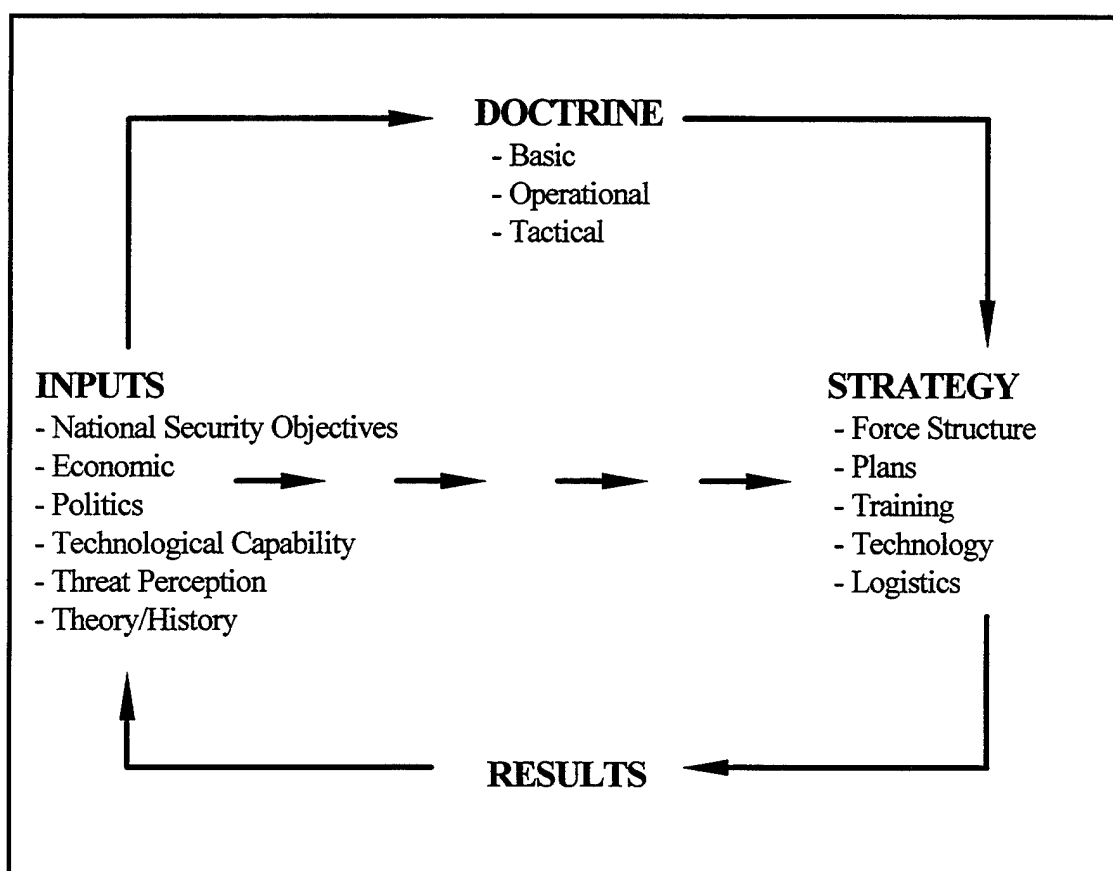 DOCTRINE
- Basic
- Operational
- Tactical
INPUTS
- National Security Objectives
- Economic
- Politics
- Technological Capability
- Threat Perception
- Theory/History
STRATEGY
- Force Structure
- Plans
- Training
- Technology
- Logistics
RESULTS